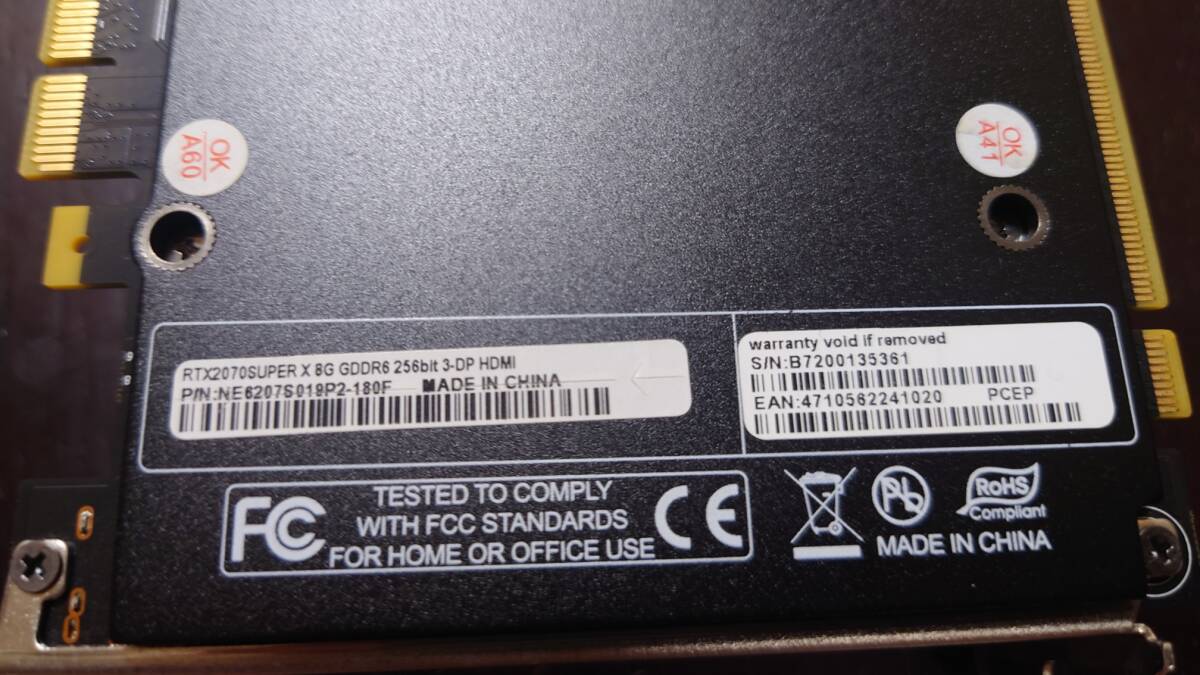 OK
A60
OK
A41
RTX2070SUPER X 8G GDDR6 256bit 3-DP HDMI
P/N:NE6207S019P2-180F MADE IN CHINA
warranty void if removed
S/N:B7200135361
EAN:4710562241020 PCEP
FC
TESTED TO COMPLY
WITH FCC STANDARDS
FOR HOME OR OFFICE USE
CE
Pb
RoHS
Compliant
MADE IN CHINA